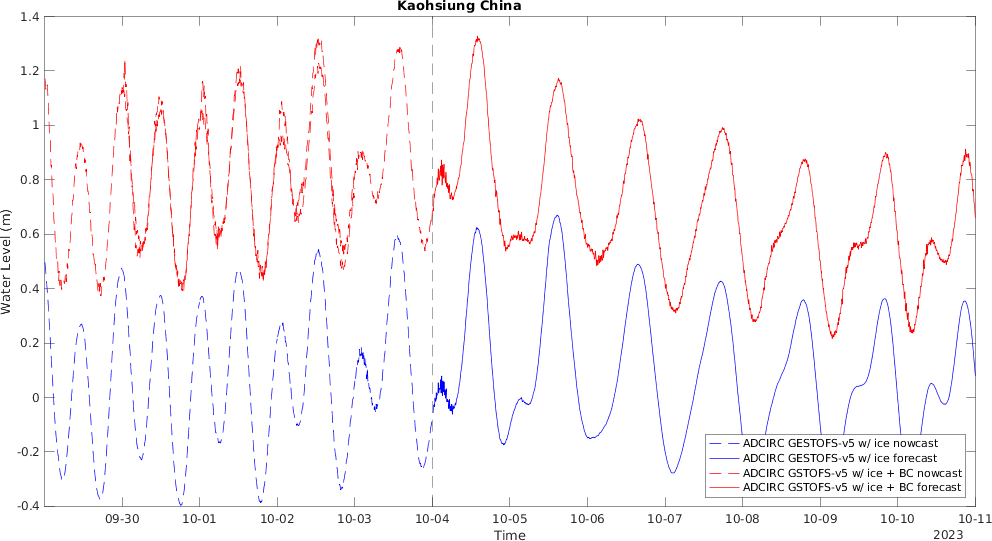 Kaohsiung China
Water Level (m)
1.4
1.2
1
0.8
0.6
0.4
0.2
0
-0.2
-0.4
09-30 10-01 10-02 10-03 10-04 10-05 10-06 10-07 10-08 10-09 10-10 10-11
Time
2023
ADCIRC GESTOFS-v5 w/ ice nowcast
ADCIRC GESTOFS-v5 w/ ice forecast
ADCIRC GSTOFS-v5 w/ ice + BC nowcast
ADCIRC GSTOFS-v5 w/ ice + BC forecast